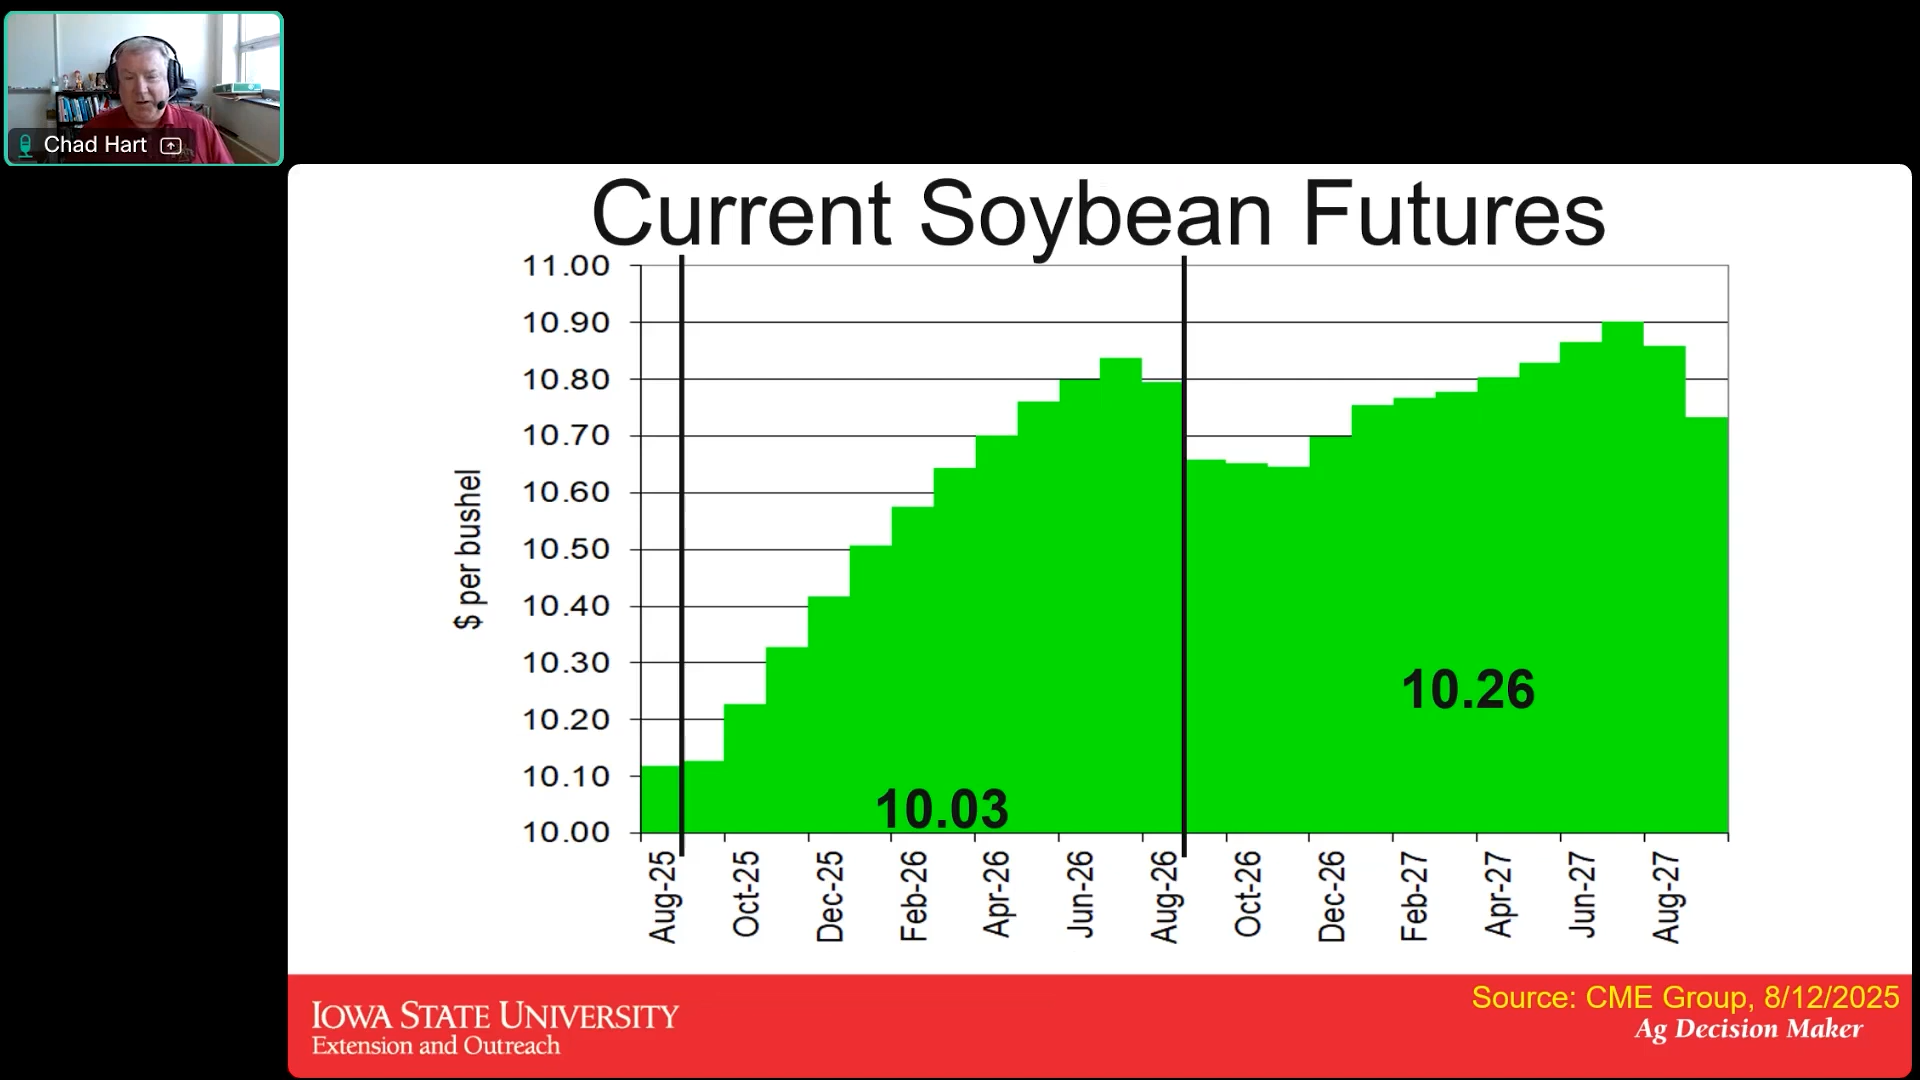 Chad Hart
Current Soybean Futures
11.00
10.90
10.80
10.70
10.60
10.50
10.40
10.30
10.20
10.10
10.00
$ per bushel
10.03
10.26
Aug-25
Oct-25
Dec-25
Feb-26
Apr-26
Jun-26
Aug-26
Oct-26
Dec-26
Feb-27
Apr-27
Jun-27
Aug-27
IOWA STATE UNIVERSITY
Extension and Outreach
Source: CME Group, 8/12/2025
Ag Decision Maker